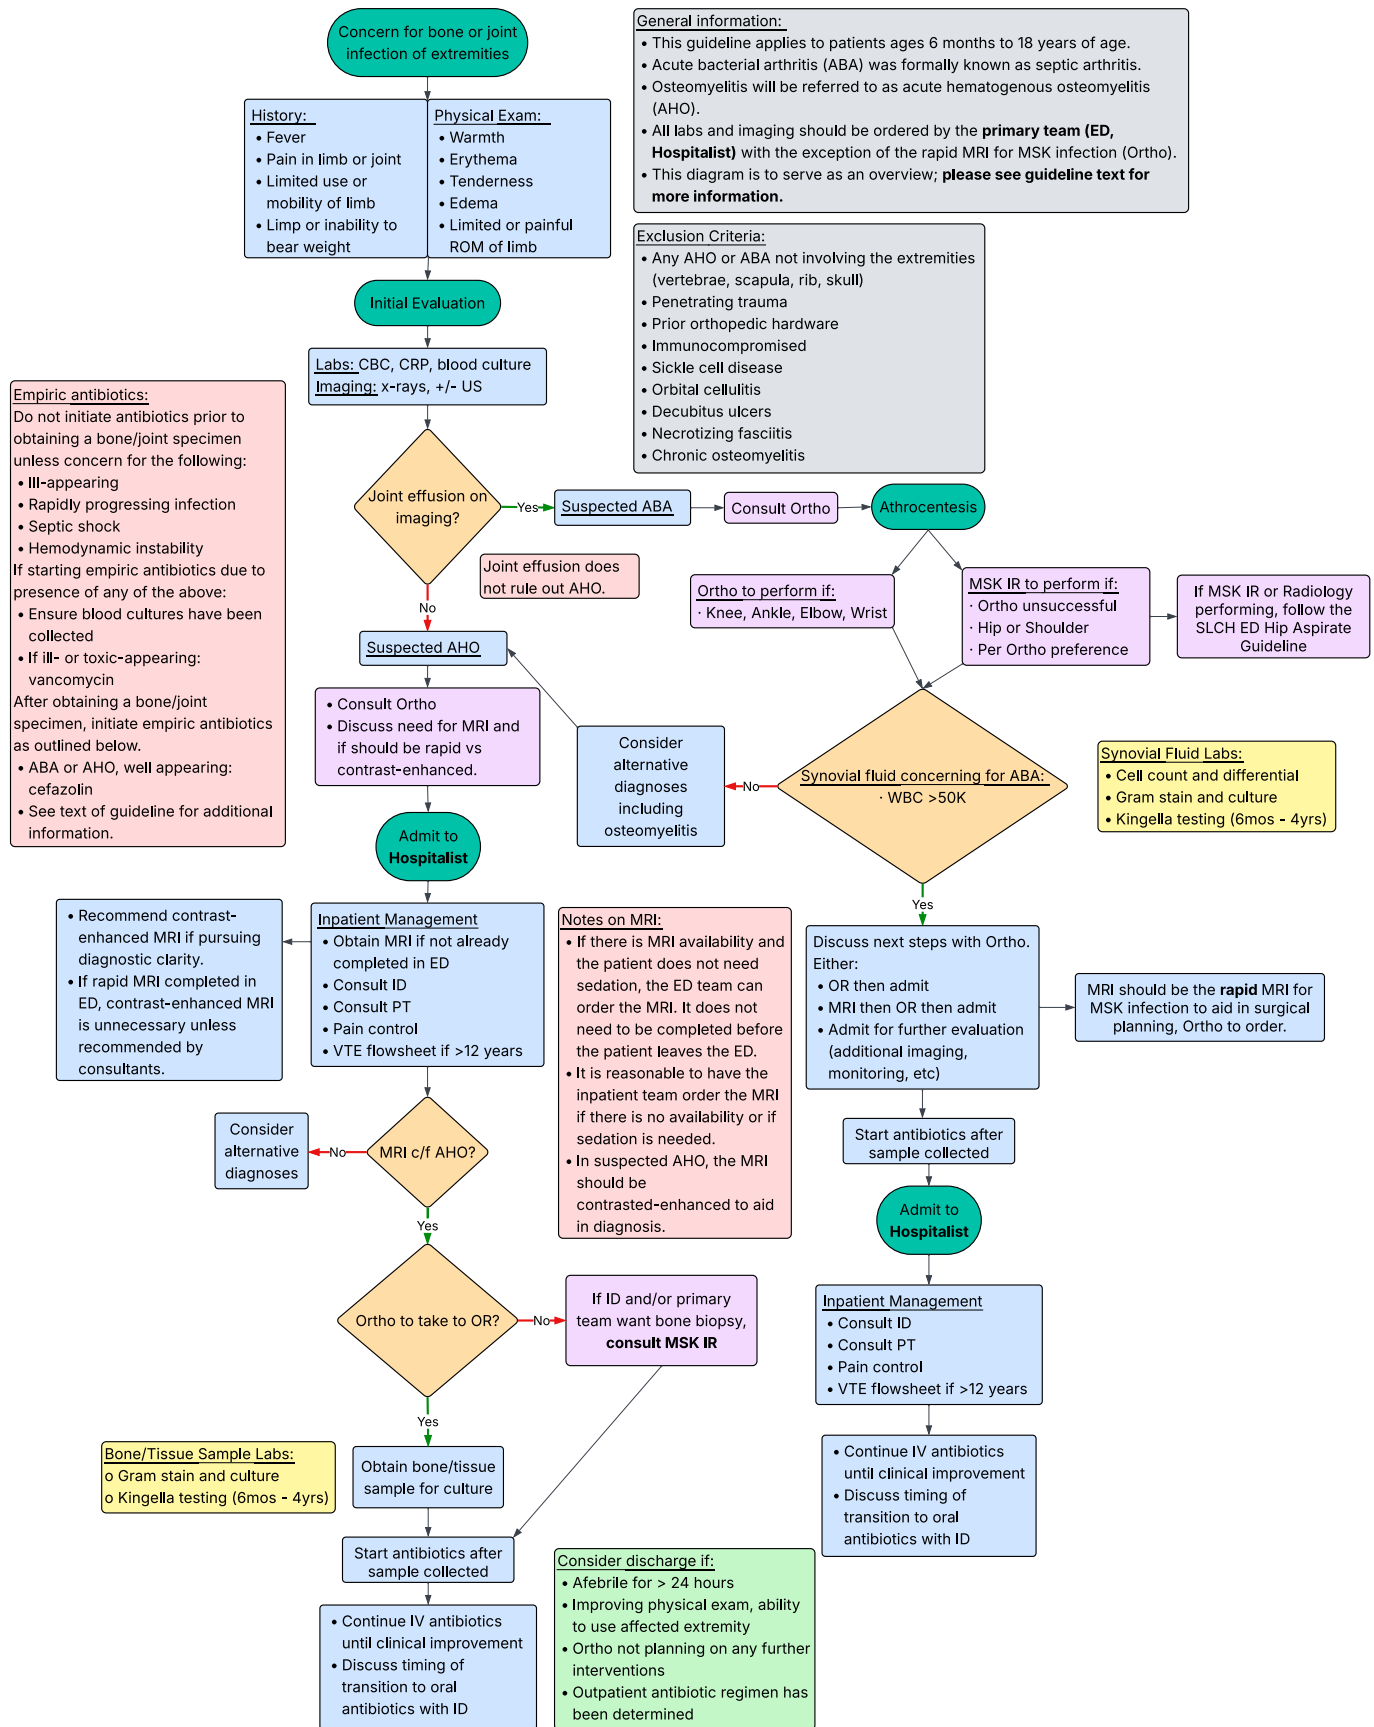 Concern for bone or joint
infection of extremities
General information:
• This guideline applies to patients ages 6 months to 18 years of age.
• Acute bacterial arthritis (ABA) was formally known as septic arthritis.
• Osteomyelitis will be referred to as acute hematogenous osteomyelitis
(AHO).
• All labs and imaging should be ordered by the primary team (ED,
Hospitalist) with the exception of the rapid MRI for MSK infection (Ortho).
• This diagram is to serve as an overview; please see guideline text for
more information.
History:
• Fever
• Pain in limb or joint
• Limited use or
mobility of limb
• Limp or inability to
bear weight
Physical Exam:
• Warmth
• Erythema
• Tenderness
• Edema
• Limited or painful
ROM of limb
Exclusion Criteria:
• Any AHO or ABA not involving the extremities
(vertebrae, scapula, rib, skull)
• Penetrating trauma
• Prior orthopedic hardware
• Immunocompromised
• Sickle cell disease
• Orbital cellulitis
• Decubitus ulcers
• Necrotizing fasciitis
• Chronic osteomyelitis
Initial Evaluation
Labs: CBC, CRP, blood culture
Imaging: x-rays, +/- US
Empiric antibiotics:
Do not initiate antibiotics prior to
obtaining a bone/joint specimen
unless concern for the following:
• Ill-appearing
• Rapidly progressing infection
• Septic shock
• Hemodynamic instability
If starting empiric antibiotics due to
presence of any of the above:
• Ensure blood cultures have been
collected
• If ill- or toxic-appearing:
vancomycin
After obtaining a bone/joint
specimen, initiate empiric antibiotics
as outlined below.
• ABA or AHO, well appearing:
cefazolin
• See text of guideline for additional
information.
Joint effusion on
imaging?
Yes
Suspected ABA
Consult Ortho
Athrocentesis
Joint effusion does
not rule out AHO.
No
Ortho to perform if:
· Knee, Ankle, Elbow, Wrist
MSK IR to perform if:
· Ortho unsuccessful
· Hip or Shoulder
· Per Ortho preference
If MSK IR or Radiology
performing, follow the
SLCH ED Hip Aspirate
Guideline
Suspected AHO
• Consult Ortho
• Discuss need for MRI and
if should be rapid vs
contrast-enhanced.
Consider
alternative
diagnoses
including
osteomyelitis
No
Synovial fluid concerning for ABA:
· WBC >50K
Synovial Fluid Labs:
• Cell count and differential
• Gram stain and culture
• Kingella testing (6mos - 4yrs)
Admit to
Hospitalist
Yes
• Recommend contrast-
enhanced MRI if pursuing
diagnostic clarity.
• If rapid MRI completed in
ED, contrast-enhanced MRI
is unnecessary unless
recommended by
consultants.
Inpatient Management
• Obtain MRI if not already
completed in ED
• Consult ID
• Consult PT
• Pain control
• VTE flowsheet if >12 years
Notes on MRI:
• If there is MRI availability and
the patient does not need
sedation, the ED team can
order the MRI. It does not
need to be completed before
the patient leaves the ED.
• It is reasonable to have the
inpatient team order the MRI
if there is no availability or if
sedation is needed.
• In suspected AHO, the MRI
should be
contrasted-enhanced to aid
in diagnosis.
Discuss next steps with Ortho.
Either:
• OR then admit
• MRI then OR then admit
• Admit for further evaluation
(additional imaging,
monitoring, etc)
MRI should be the rapid MRI for
MSK infection to aid in surgical
planning, Ortho to order.
Consider
alternative
diagnoses
No
MRI c/f AHO?
Start antibiotics after
sample collected
Yes
Admit to
Hospitalist
Ortho to take to OR?
No
If ID and/or primary
team want bone biopsy,
consult MSK IR
Inpatient Management
• Consult ID
• Consult PT
• Pain control
• VTE flowsheet if >12 years
Yes
Bone/Tissue Sample Labs:
o Gram stain and culture
o Kingella testing (6mos - 4yrs)
Obtain bone/tissue
sample for culture
• Continue IV antibiotics
until clinical improvement
• Discuss timing of
transition to oral
antibiotics with ID
Start antibiotics after
sample collected
Consider discharge if:
• Afebrile for > 24 hours
• Improving physical exam, ability
to use affected extremity
• Ortho not planning on any further
interventions
• Outpatient antibiotic regimen has
been determined
• Continue IV antibiotics
until clinical improvement
• Discuss timing of
transition to oral
antibiotics with ID